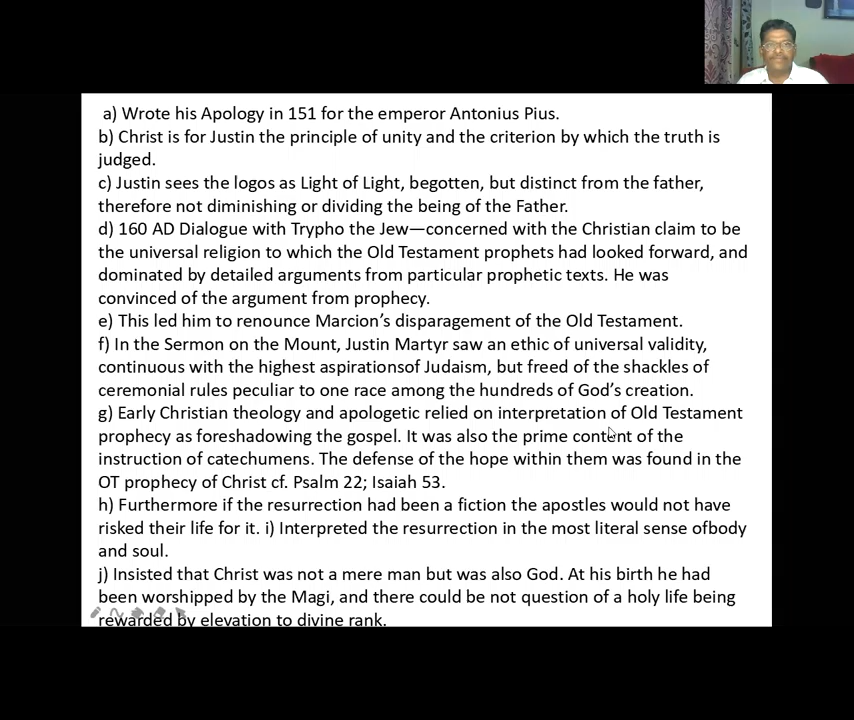 a) Wrote his Apology in 151 for the emperor Antonius Pius.
b) Christ is for Justin the principle of unity and the criterion by which the truth is
judged.
c) Justin sees the logos as Light of Light, begotten, but distinct from the father,
therefore not diminishing or dividing the being of the Father.
d) 160 AD Dialogue with Trypho the Jew—concerned with the Christian claim to be
the universal religion to which the Old Testament prophets had looked forward, and
dominated by detailed arguments from particular prophetic texts. He was
convinced of the argument from prophecy.
e) This led him to renounce Marcion’s disparagement of the Old Testament.
f) In the Sermon on the Mount, Justin Martyr saw an ethic of universal validity,
continuous with the highest aspirationsof Judaism, but freed of the shackles of
ceremonial rules peculiar to one race among the hundreds of God’s creation.
g) Early Christian theology and apologetic relied on interpretation of Old Testament
prophecy as foreshadowing the gospel. It was also the prime content of the
instruction of catechumens. The defense of the hope within them was found in the
OT prophecy of Christ cf. Psalm 22; Isaiah 53.
h) Furthermore if the resurrection had been a fiction the apostles would not have
risked their life for it. i) Interpreted the resurrection in the most literal sense ofbody
and soul.
j) Insisted that Christ was not a mere man but was also God. At his birth he had
been worshipped by the Magi, and there could be not question of a holy life being
rewarded by elevation to divine rank.